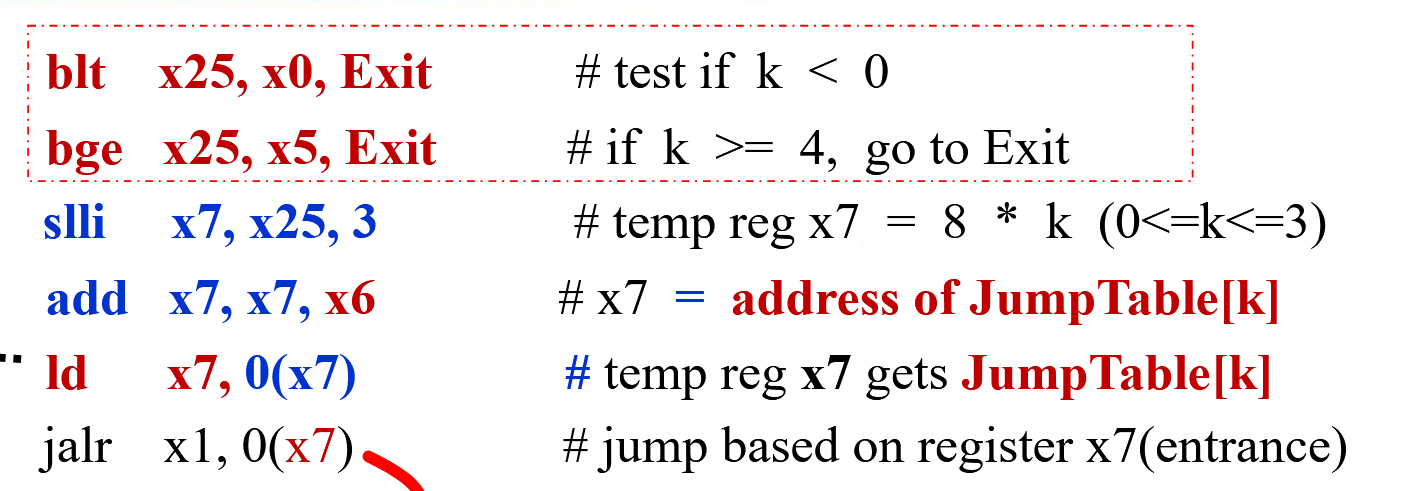 blt x25, x0, Exit # test if k < 0
bge x25, x5, Exit # if k >= 4, go to Exit
slli x7, x25, 3 # temp reg x7 = 8 * k (0<=k<=3)
add x7, x7, x6 # x7 = address of JumpTable[k]
ld x7, 0(x7) # temp reg x7 gets JumpTable[k]
jalr x1, 0(x7) # jump based on register x7(entrance)